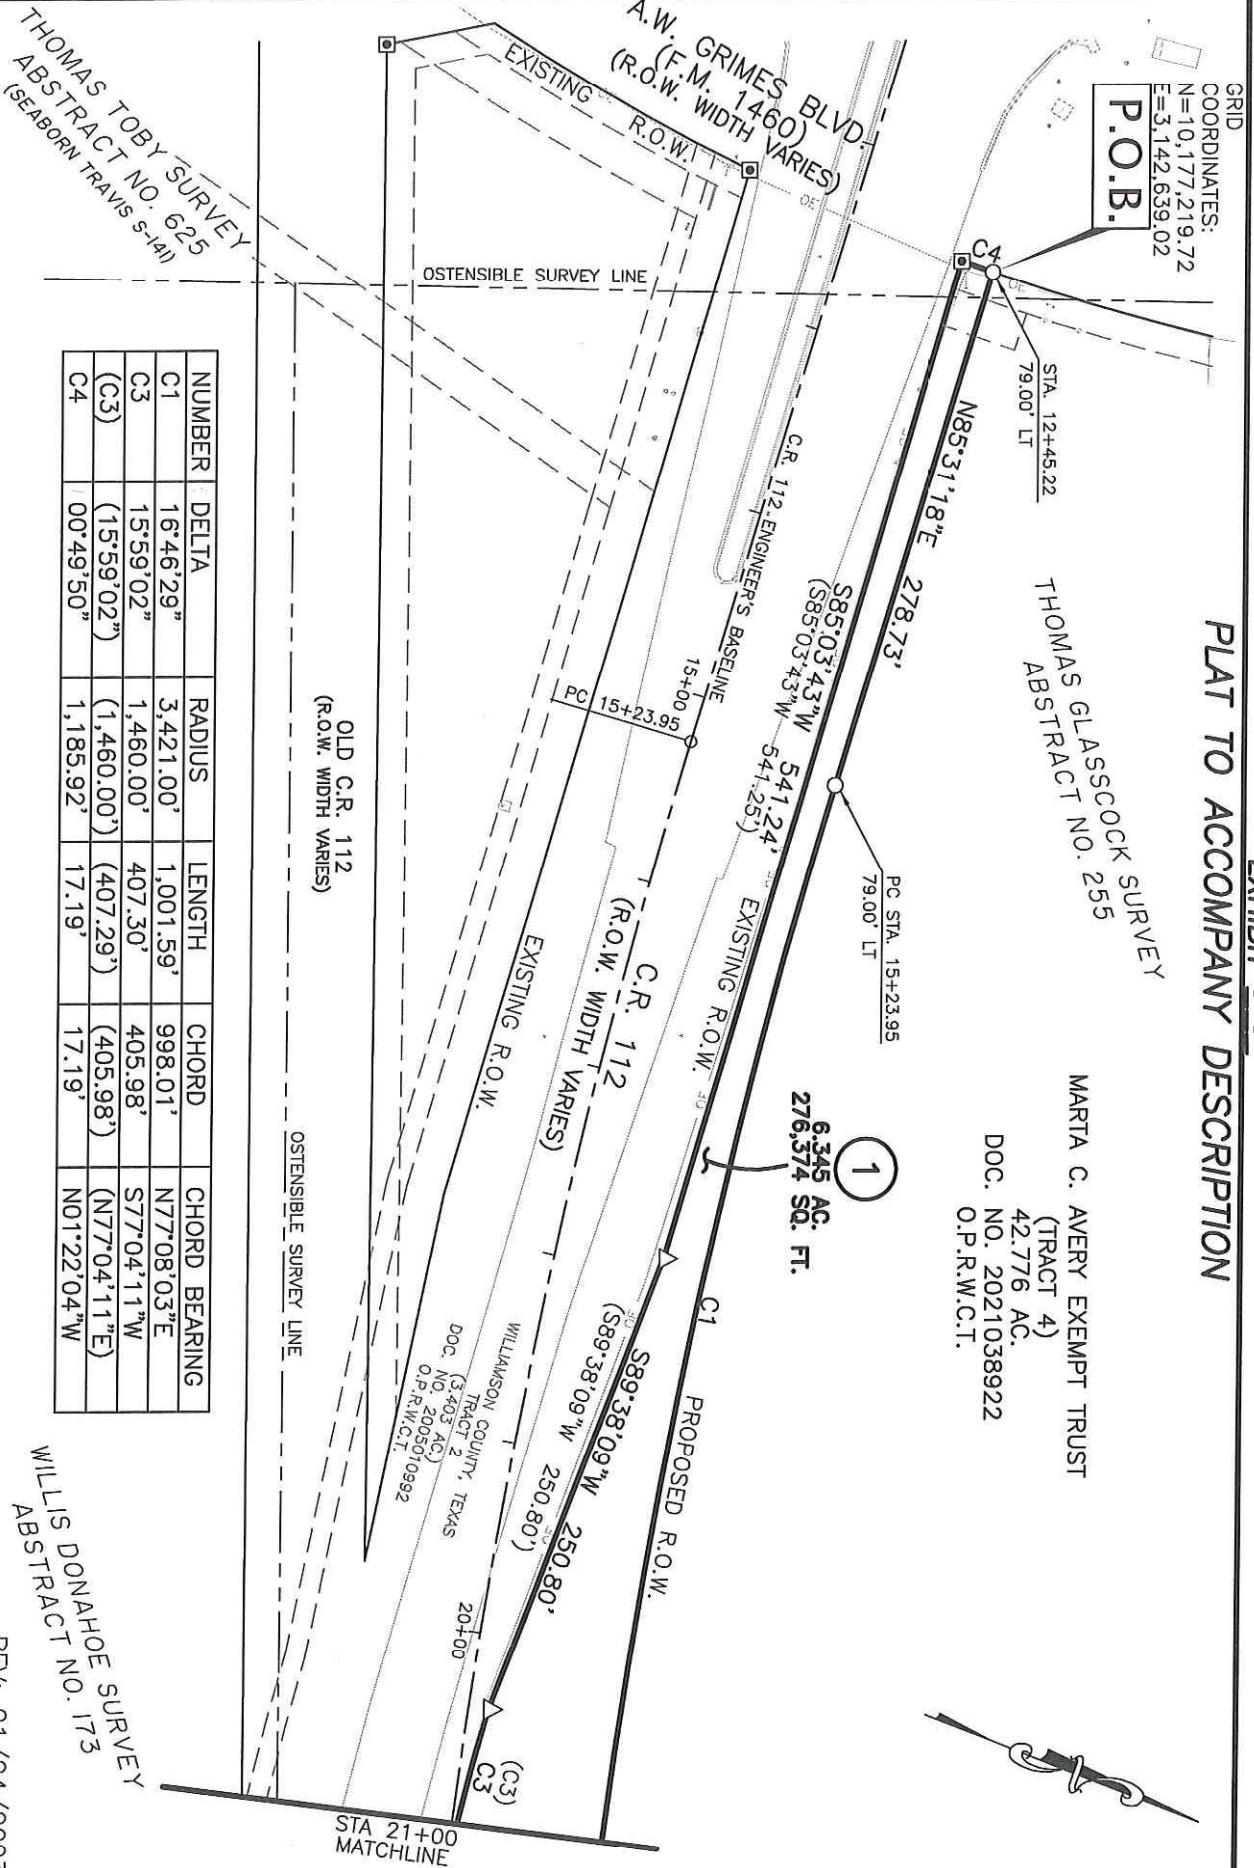 PLAT TO ACCOMPANY DESCRIPTION
GRID
COORDINATES:
N=10,177,219.72
E=3,142,639.02
P.O.B.
A.W. GRIMES BLVD.
(F.M. 1460)
(R.O.W. WIDTH VARIES)
EXISTING R.O.W.
THOMAS TOBY SURVEY
ABSTRACT NO. 625
(SEABORN TRAVIS S-141)
OSTENSIBLE SURVEY LINE
C4
OE
OE
STA. 12+45.22
79.00' LT
N85°31'18"E 278.73'
THOMAS GLASSCOCK SURVEY
ABSTRACT NO. 255
C.R. 112-ENGINEER'S BASELINE
S85°03'43"W 541.24'
(S85°03'43"W 541.25')
15+00
PC 15+23.95
PC STA. 15+23.95
79.00' LT
EXISTING R.O.W.
C.R. 112
(R.O.W. WIDTH VARIES)
EXISTING R.O.W.
OLD C.R. 112
(R.O.W. WIDTH VARIES)
MARTA C. AVERY EXEMPT TRUST
(TRACT 4)
42.776 AC.
DOC. NO. 2021038922
O.P.R.W.C.T.
1
6.345 AC.
276,374 SQ. FT.
C1
PROPOSED R.O.W.
S89°38'09"W 250.80'
(S89°38'09"W 250.80')
WILLIAMSON COUNTY, TEXAS
TRACT 2
(3.403 AC.)
DOC. NO. 2005010992
O.P.R.W.C.T.
20+00
(C3)
C3
STA 21+00
MATCHLINE
OSTENSIBLE SURVEY LINE
WILLIS DONAHOE SURVEY
ABSTRACT NO. 173
NUMBER DELTA RADIUS LENGTH CHORD CHORD BEARING
C1 16°46'29" 3,421.00' 1,001.59' 998.01' N77°08'03"E
C3 15°59'02" 1,460.00' 407.30' 405.98' S77°04'11"W
(C3) (15°59'02") (1,460.00') (407.29') (405.98') (N77°04'11"E)
C4 00°49'50" 1,185.92' 17.19' 17.19' N01°22'04"W